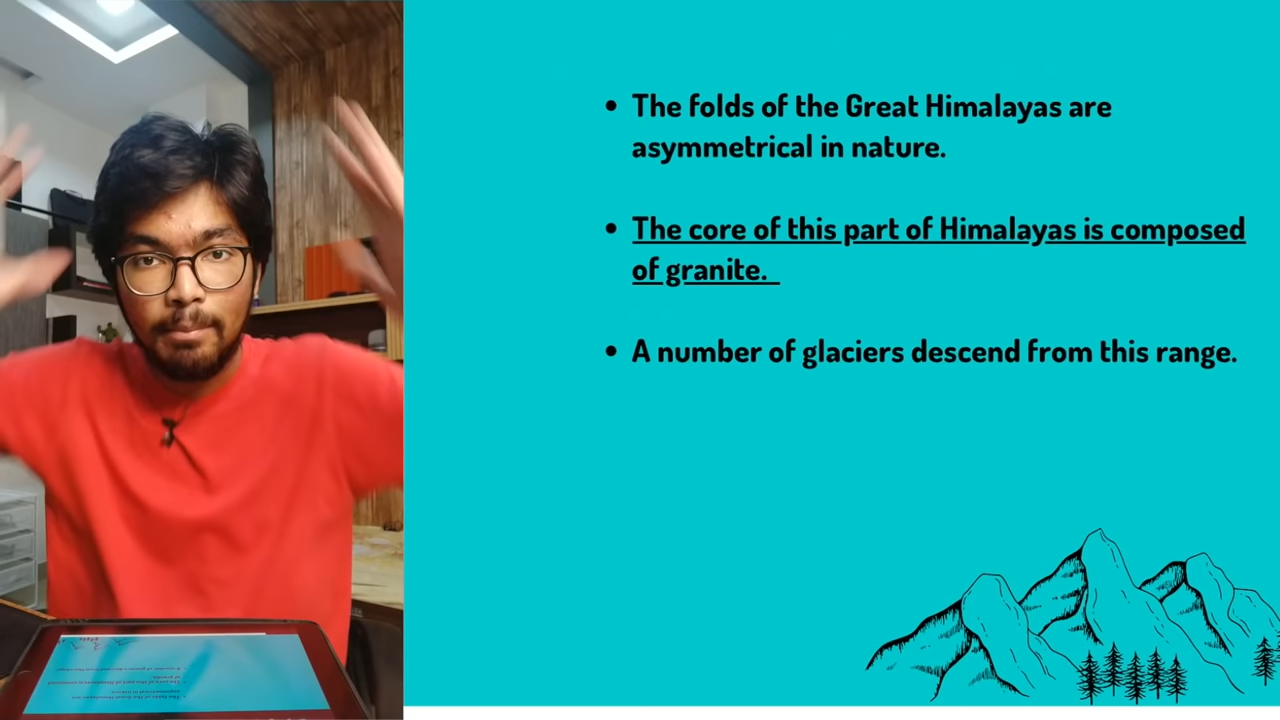 • The folds of the Great Himalayas are
asymmetrical in nature.
• The core of this part of Himalayas is composed
of granite.
• A number of glaciers descend from this range.